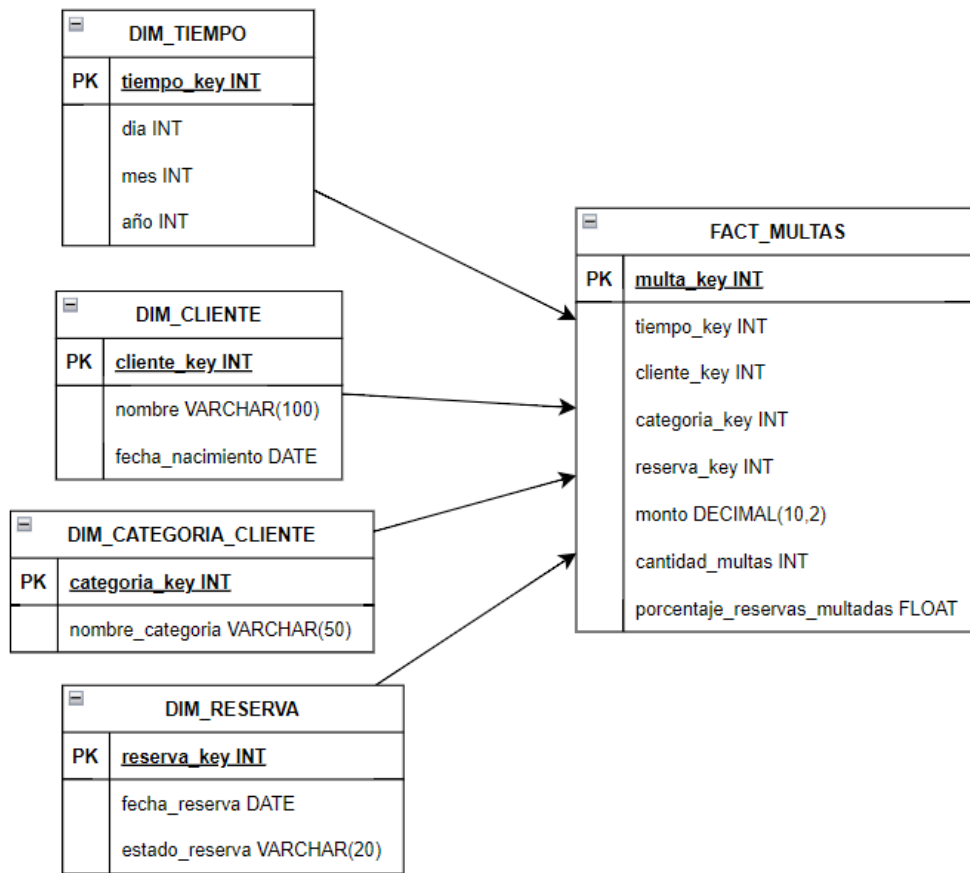 DIM_TIEMPO
PK tiempo_key INT
dia INT
mes INT
año INT
DIM_CLIENTE
PK cliente_key INT
nombre VARCHAR(100)
fecha_nacimiento DATE
DIM_CATEGORIA_CLIENTE
PK categoria_key INT
nombre_categoria VARCHAR(50)
DIM_RESERVA
PK reserva_key INT
fecha_reserva DATE
estado_reserva VARCHAR(20)
FACT_MULTAS
PK multa_key INT
tiempo_key INT
cliente_key INT
categoria_key INT
reserva_key INT
monto DECIMAL(10,2)
cantidad_multas INT
porcentaje_reservas_multadas FLOAT